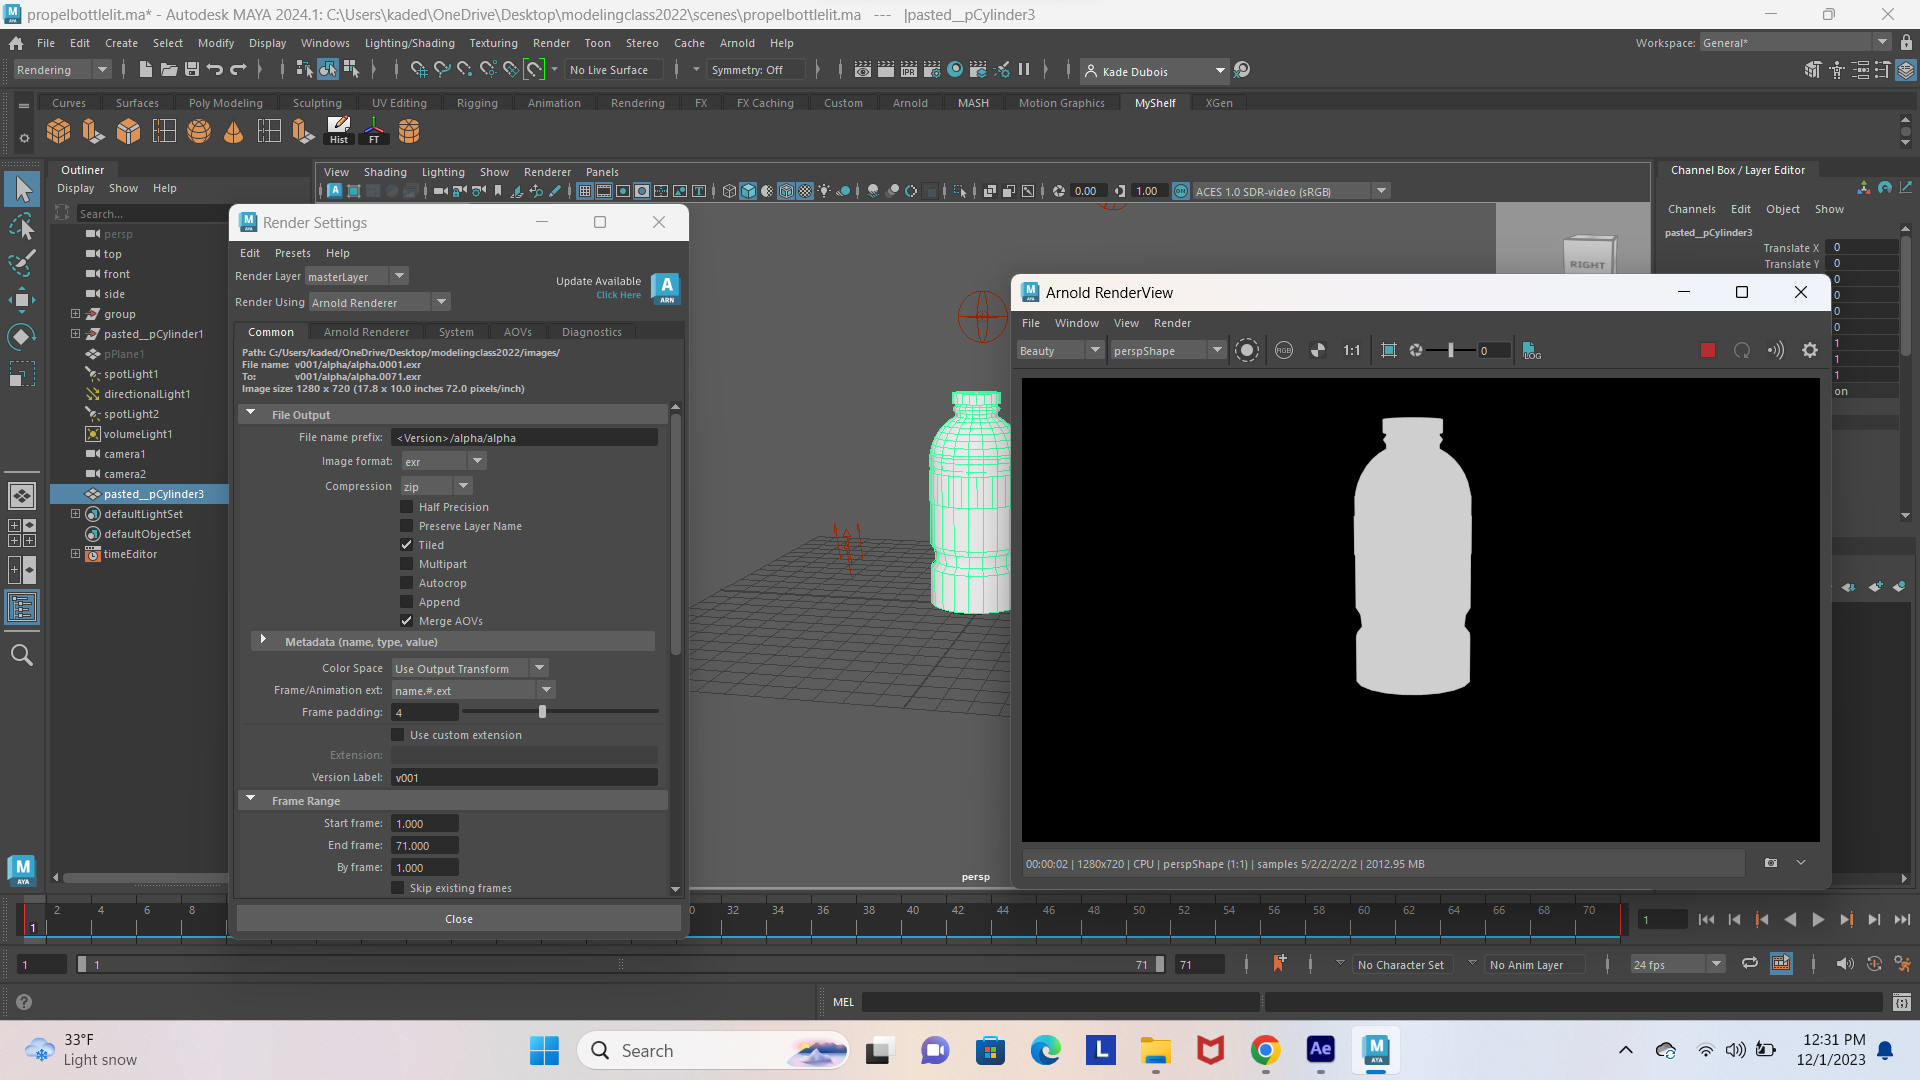 propelbottlelit.ma* - Autodesk MAYA 2024.1: C:\Users\kaded\OneDrive\Desktop\modelingclass2022\scenes\propelbottlelit.ma --- |pasted__pCylinder3
File Edit Create Select Modify Display Windows Lighting/Shading Texturing Render Toon Stereo Cache Arnold Help
Workspace: General*
Rendering No Live Surface Symmetry: Off IPR Kade Dubois
Curves Surfaces Poly Modeling Sculpting UV Editing Rigging Animation Rendering FX FX Caching Custom Arnold MASH Motion Graphics MyShelf XGen
Hist FT
Outliner
Display Show Help
Search...
persp
top
front
side
group
pasted__pCylinder1
pPlane1
spotLight1
directionalLight1
spotLight2
volumeLight1
camera1
camera2
pasted__pCylinder3
defaultLightSet
defaultObjectSet
timeEditor
View Shading Lighting Show Renderer Panels
0.00 1.00 ACES 1.0 SDR-video (sRGB)
RIGHT
persp
Render Settings
Edit Presets Help
Render Layer masterLayer
Update Available
Click Here
ARN
Render Using Arnold Renderer
Common Arnold Renderer System AOVs Diagnostics
Path: C:/Users/kaded/OneDrive/Desktop/modelingclass2022/images/
File name: v001/alpha/alpha.0001.exr
To: v001/alpha/alpha.0071.exr
Image size: 1280 x 720 (17.8 x 10.0 inches 72.0 pixels/inch)
File Output
File name prefix: <Version>/alpha/alpha
Image format: exr
Compression zip
Half Precision
Preserve Layer Name
Tiled
Multipart
Autocrop
Append
Merge AOVs
Metadata (name, type, value)
Color Space Use Output Transform
Frame/Animation ext: name.#.ext
Frame padding: 4
Use custom extension
Extension:
Version Label: v001
Frame Range
Start frame: 1.000
End frame: 71.000
By frame: 1.000
Skip existing frames
Close
Arnold RenderView
File Window View Render
Beauty perspShape RGB 1:1 0 LOG
00:00:02 | 1280x720 | CPU | perspShape (1:1) | samples 5/2/2/2/2/2 | 2012.95 MB
Channel Box / Layer Editor
Channels Edit Object Show
pasted__pCylinder3
Translate X 0
Translate Y 0
0
0
0
0
1
1
1
on
1 2 4 6 8 0 32 34 36 38 40 42 44 46 48 50 52 54 56 58 60 62 64 66 68 70 1
1 1 71 71 No Character Set No Anim Layer 24 fps
MEL
33°F
Light snow
Search
L Ae M
12:31 PM
12/1/2023